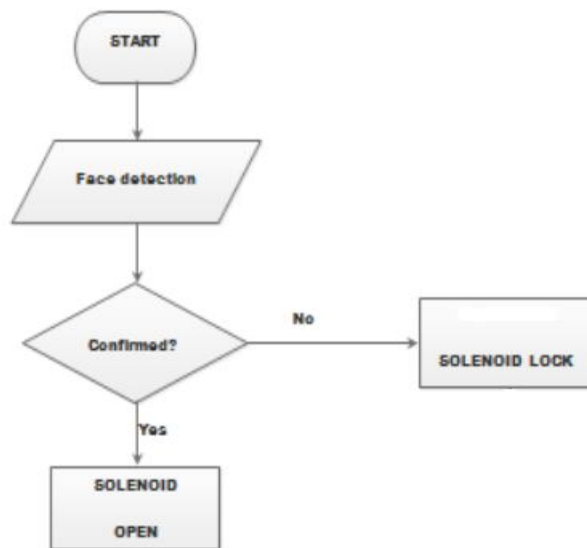 START
Face detection
Confirmed?
No
SOLENOID LOCK
Yes
SOLENOID
OPEN